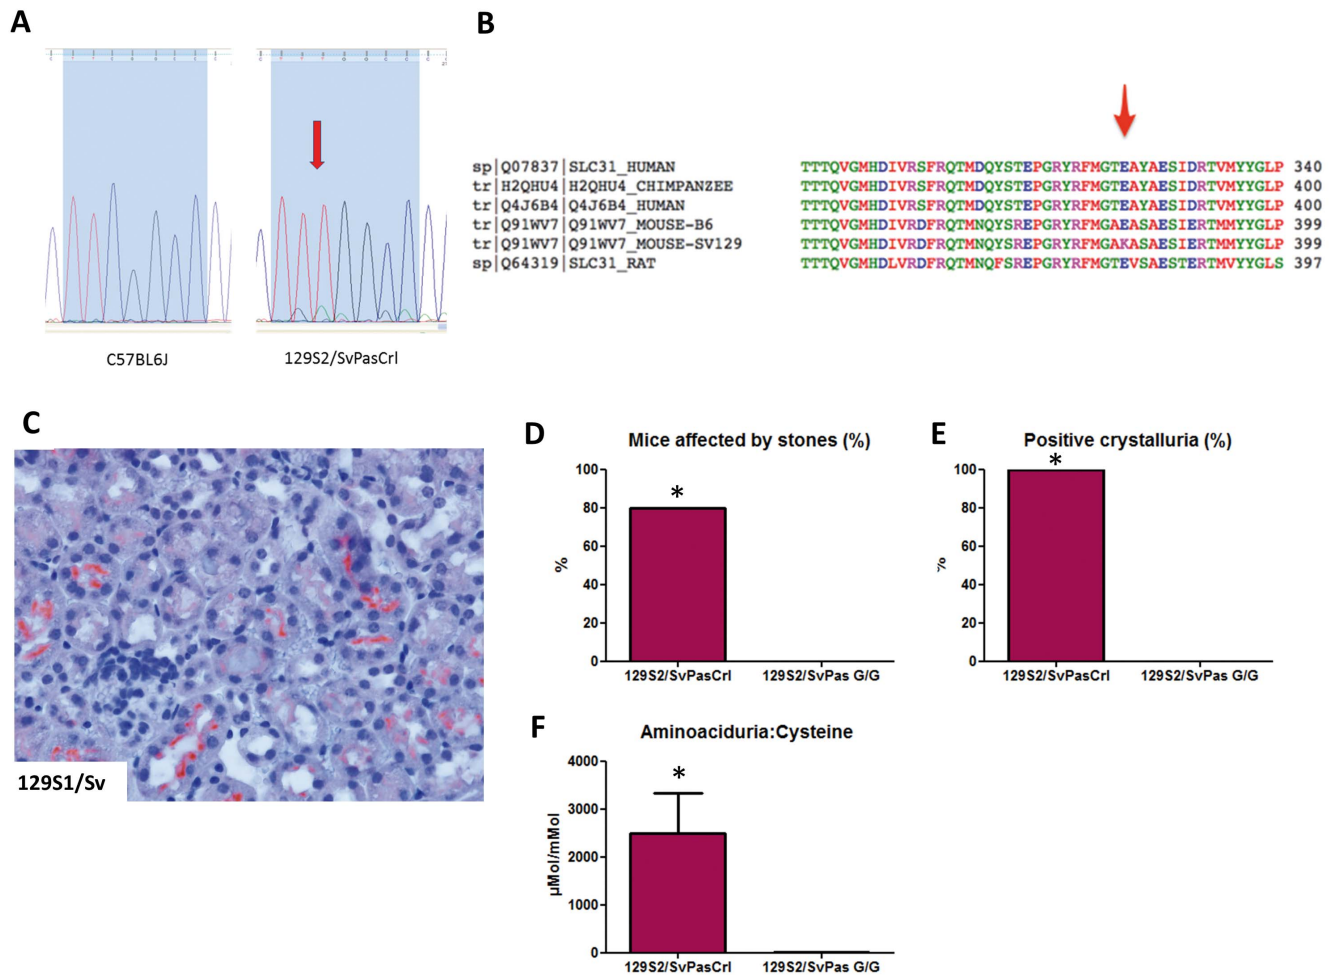 A
B
C57BL6J
129S2/SvPasCrl
sp|Q07837|SLC31_HUMAN TTTQVGMHDIVRSFRQTMDQYSTEPGRYRFMGTEAYAESIDRTVMYYGLP 340
tr|H2QHU4|H2QHU4_CHIMPANZEE TTTQVGMHDIVRSFRQTMDQYSTEPGRYRFMGTEAYAESIDRTVMYYGLP 400
tr|Q4J6B4|Q4J6B4_HUMAN TTTQVGMHDIVRSFRQTMDQYSTEPGRYRFMGTEAYAESIDRTVMYYGLP 400
tr|Q91WV7|Q91WV7_MOUSE-B6 TTTQVGMHDIVRDFRQTMNQYSREPGRYRFMGAEASAESIERTMMYYGLP 399
tr|Q91WV7|Q91WV7_MOUSE-SV129 TTTQVGMHDIVRDFRQTMNQYSREPGRYRFMGAKASAESIERTMMYYGLP 399
sp|Q64319|SLC31_RAT TTTQVGMHDLVRDFRQTMNQFSREPGRYRFMGTEVSAESTERTMVYYGLS 397
C
129S1/Sv
D
Mice affected by stones (%)
100
80
60
40
20
0
%
*
129S2/SvPasCrl 129S2/SvPas G/G
E
Positive crystalluria (%)
100
80
60
40
20
0
%
*
129S2/SvPasCrl 129S2/SvPas G/G
F
Aminoaciduria:Cysteine
4000
3000
2000
1000
0
µMol/mMol
*
129S2/SvPasCrl 129S2/SvPas G/G